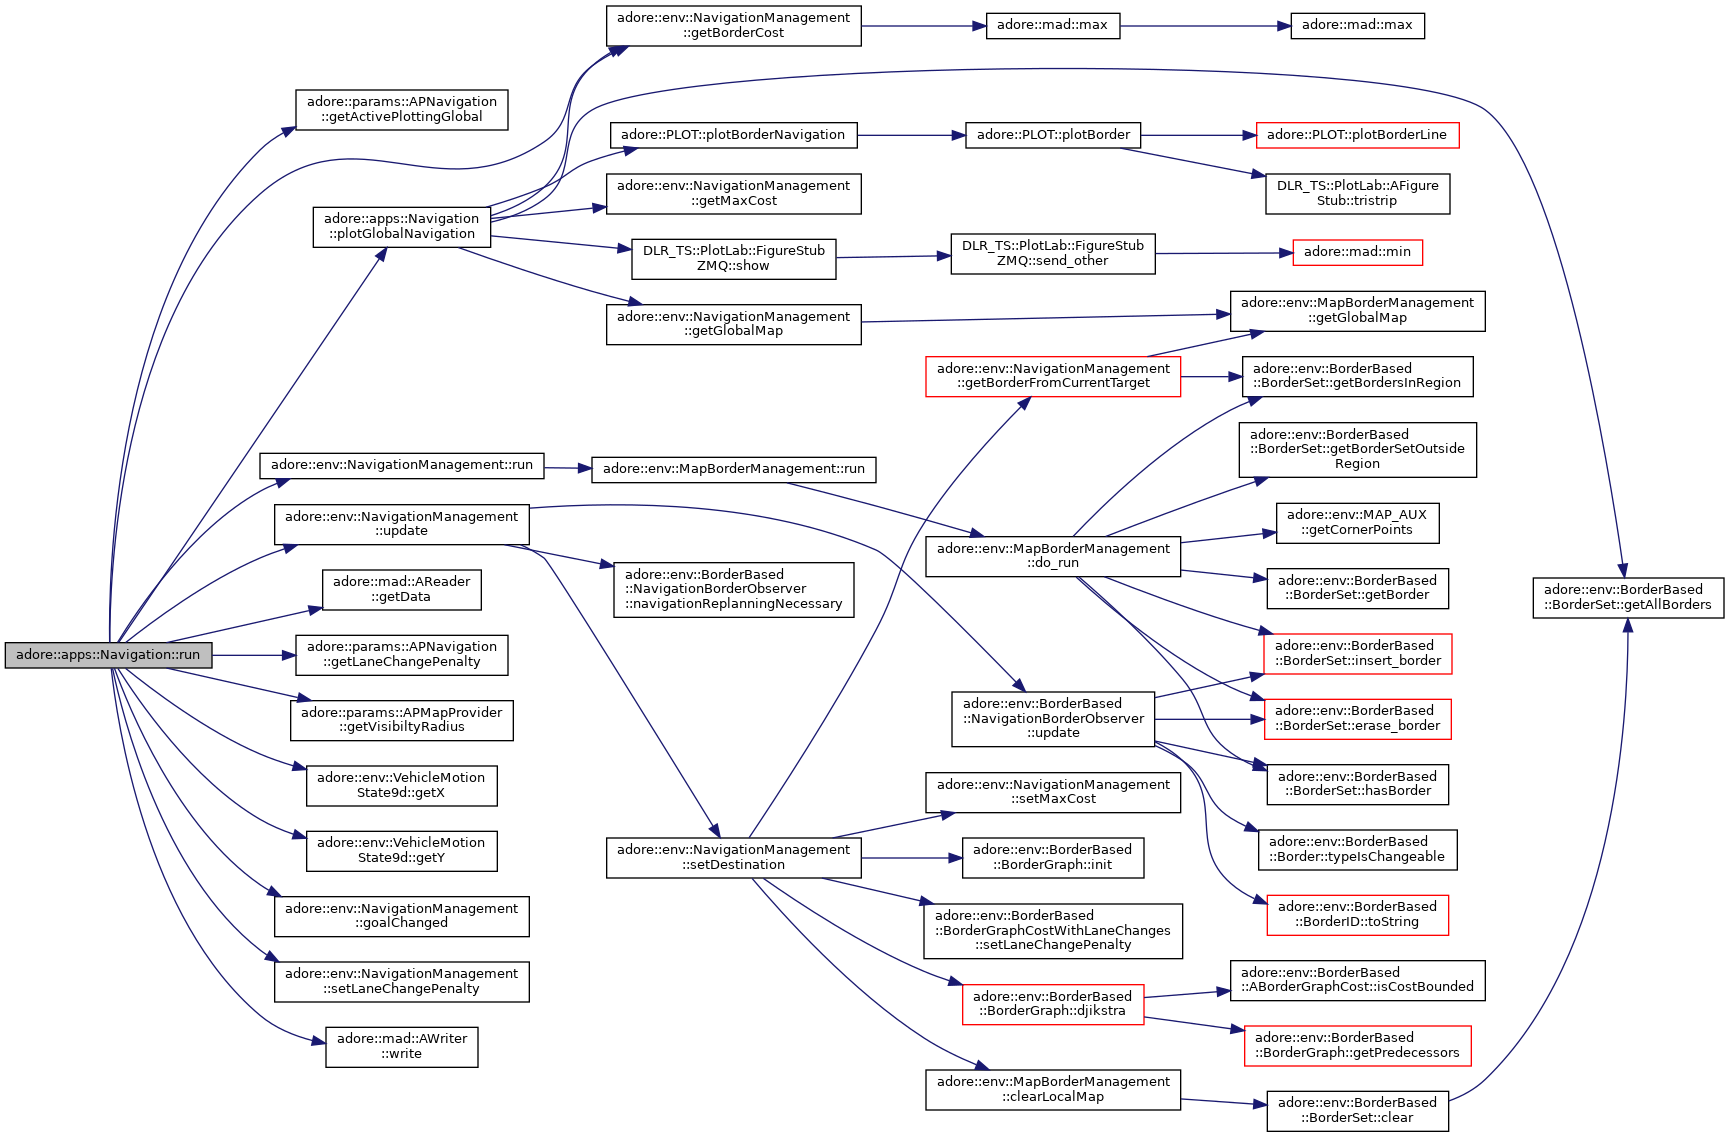 adore::apps::Navigation::run
adore::params::APNavigation
::getActivePlottingGlobal
adore::apps::Navigation
::plotGlobalNavigation
adore::env::NavigationManagement::run
adore::env::NavigationManagement
::update
adore::mad::AReader
::getData
adore::params::APNavigation
::getLaneChangePenalty
adore::params::APMapProvider
::getVisibiltyRadius
adore::env::VehicleMotion
State9d::getX
adore::env::VehicleMotion
State9d::getY
adore::env::NavigationManagement
::goalChanged
adore::env::NavigationManagement
::setLaneChangePenalty
adore::mad::AWriter
::write
adore::env::NavigationManagement
::getBorderCost
adore::PLOT::plotBorderNavigation
adore::env::NavigationManagement
::getMaxCost
DLR_TS::PlotLab::FigureStub
ZMQ::show
adore::env::NavigationManagement
::getGlobalMap
adore::env::MapBorderManagement::run
adore::env::BorderBased
::NavigationBorderObserver
::navigationReplanningNecessary
adore::env::NavigationManagement
::setDestination
adore::mad::max
adore::PLOT::plotBorder
DLR_TS::PlotLab::FigureStub
ZMQ::send_other
adore::env::NavigationManagement
::getBorderFromCurrentTarget
adore::env::MapBorderManagement
::do_run
adore::env::BorderBased
::NavigationBorderObserver
::update
adore::env::NavigationManagement
::setMaxCost
adore::env::BorderBased
::BorderGraph::init
adore::env::BorderBased
::BorderGraphCostWithLaneChanges
::setLaneChangePenalty
adore::env::BorderBased
::BorderGraph::djikstra
adore::env::MapBorderManagement
::clearLocalMap
adore::mad::max
adore::PLOT::plotBorderLine
DLR_TS::PlotLab::AFigure
Stub::tristrip
adore::mad::min
adore::env::MapBorderManagement
::getGlobalMap
adore::env::BorderBased
::BorderSet::getBordersInRegion
adore::env::BorderBased
::BorderSet::getBorderSetOutside
Region
adore::env::MAP_AUX
::getCornerPoints
adore::env::BorderBased
::BorderSet::getBorder
adore::env::BorderBased
::BorderSet::insert_border
adore::env::BorderBased
::BorderSet::erase_border
adore::env::BorderBased
::BorderSet::hasBorder
adore::env::BorderBased
::Border::typeIsChangeable
adore::env::BorderBased
::BorderID::toString
adore::env::BorderBased
::ABorderGraphCost::isCostBounded
adore::env::BorderBased
::BorderGraph::getPredecessors
adore::env::BorderBased
::BorderSet::clear
adore::env::BorderBased
::BorderSet::getAllBorders